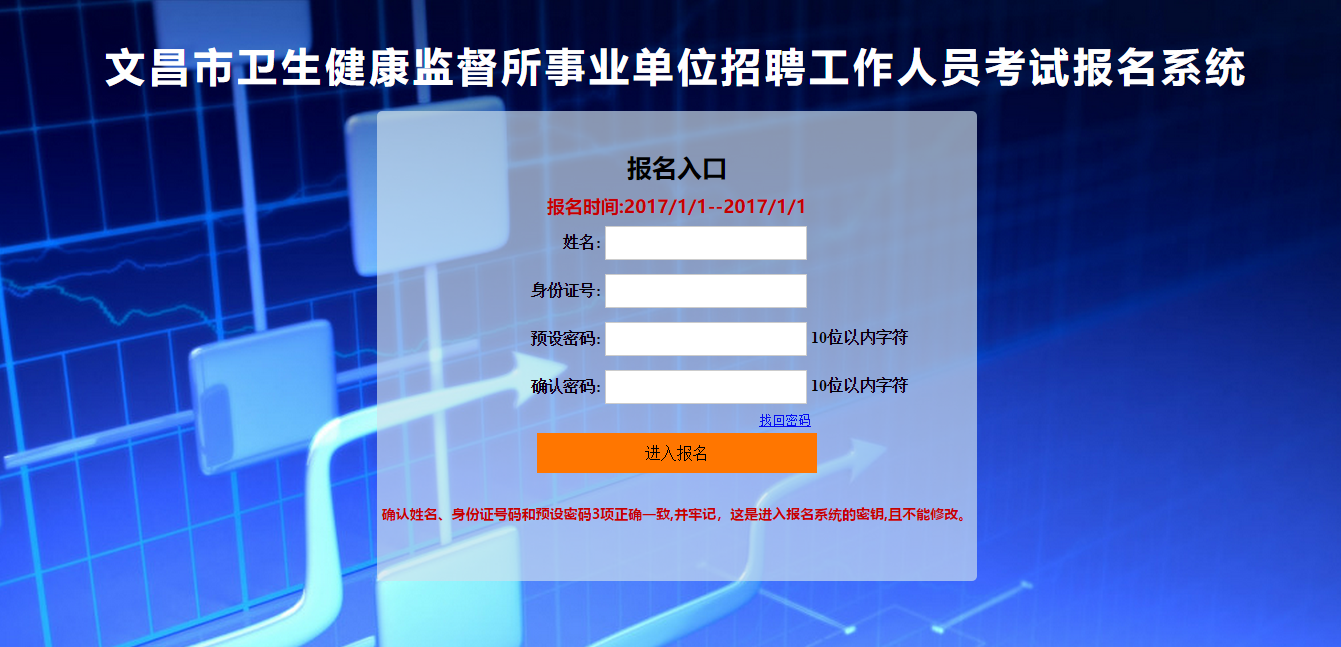 文昌市卫生健康监督所事业单位招聘工作人员考试报名系统
报名入口
报名时间:2017/1/1--2017/1/1
姓名:
身份证号:
预设密码: 10位以内字符
确认密码: 10位以内字符
找回密码
进入报名
确认姓名、身份证号码和预设密码3项正确一致,并牢记，这是进入报名系统的密钥,且不能修改。